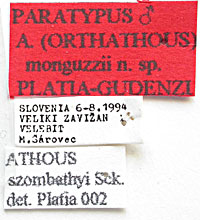 PARATYPUS ♂
A. (ORTHATHOUS)
monguzzii n. sp.
PLATIA-GUDENZI
SLOVENIA 6-8.1994
VELIKI ZAVIŽAN
VELEBIT
M.Šárovec
ATHOUS
szombathyi Sck.
det. Platia 002